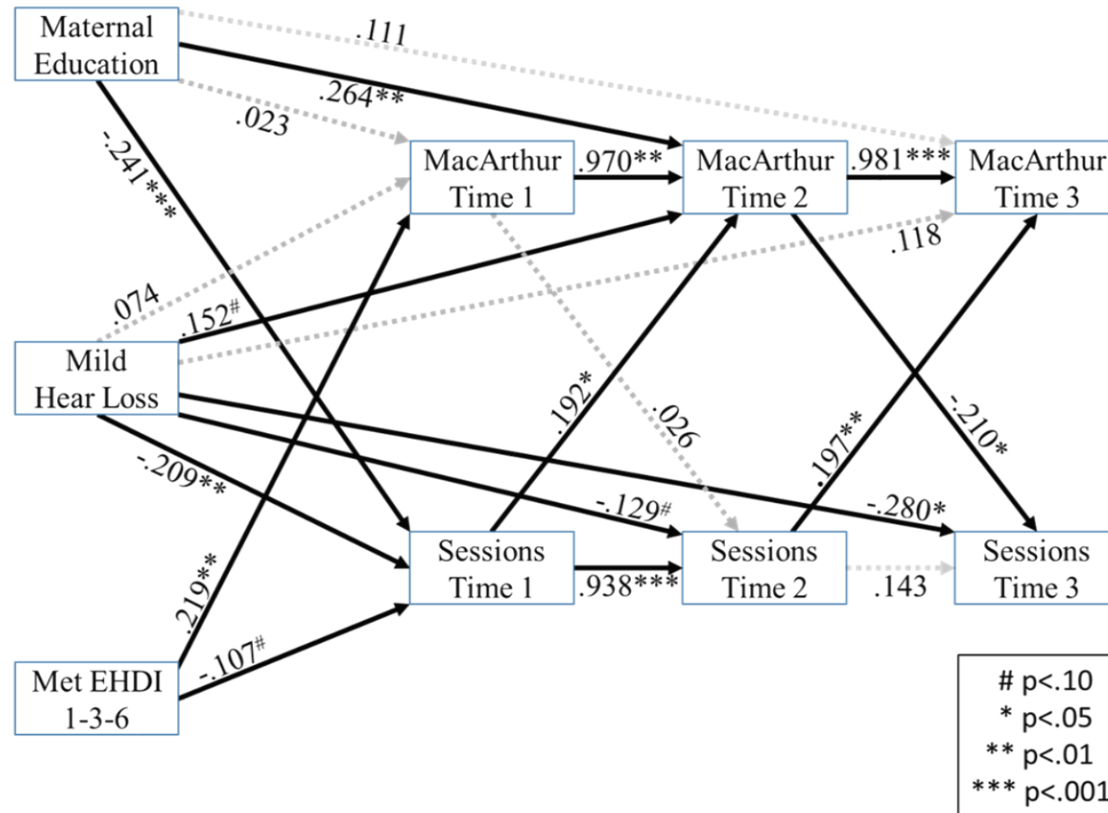 Maternal
Education
.111
.264**
.023
-.241***
MacArthur
Time 1
.970**
MacArthur
Time 2
.981***
MacArthur
Time 3
.118
.074
.152#
Mild
Hear Loss
.192*
.026
.197**
-.210*
-.209**
-.129#
-.280*
Sessions
Time 1
.938***
Sessions
Time 2
.143
Sessions
Time 3
.219**
-.107#
Met EHDI
1-3-6
# p<.10
* p<.05
** p<.01
*** p<.001